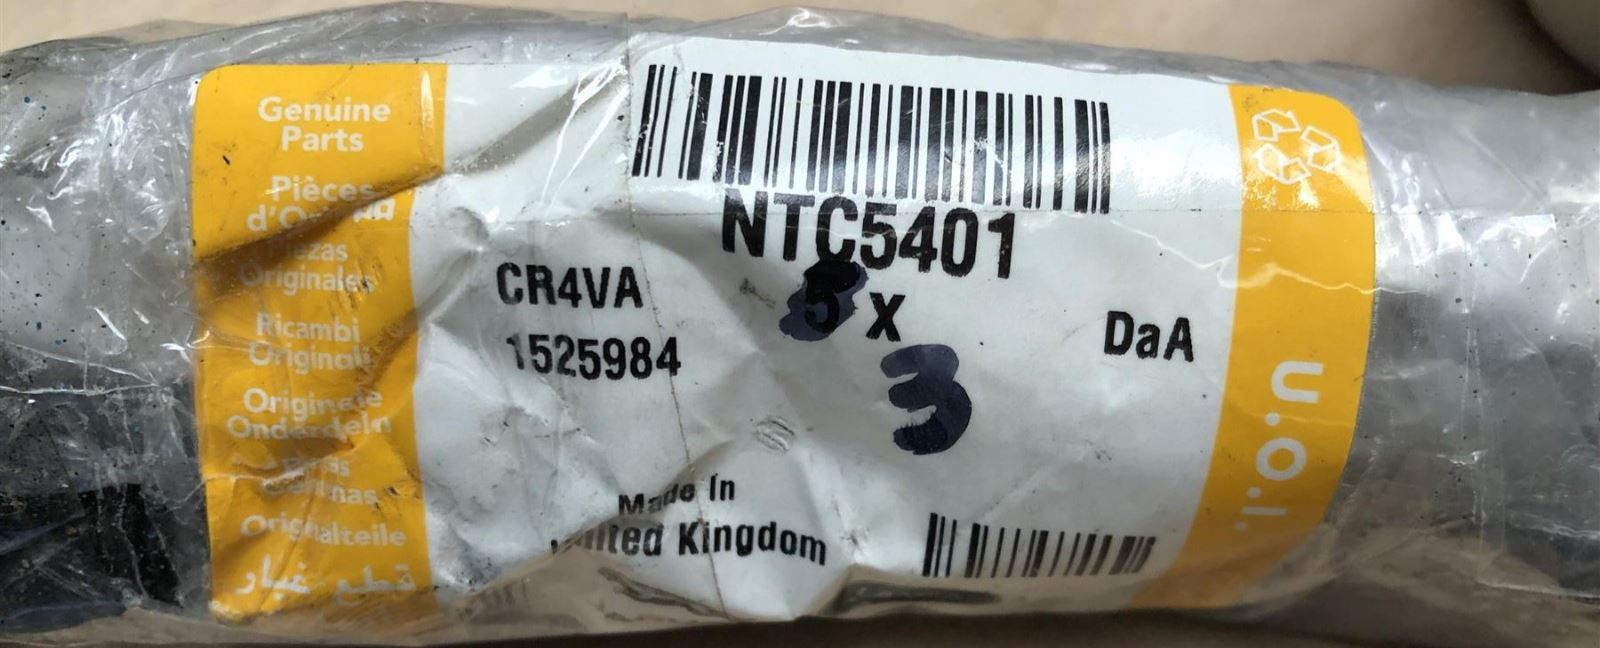 Genuine
Parts
Pièces
Originales
Ricambi
Originali
Originele
Onderdeln
Originalteile
قطع غيار
NTC5401
CR4VA
5 x
DaA
1525984
3
Made In
United Kingdom
u.o.i.